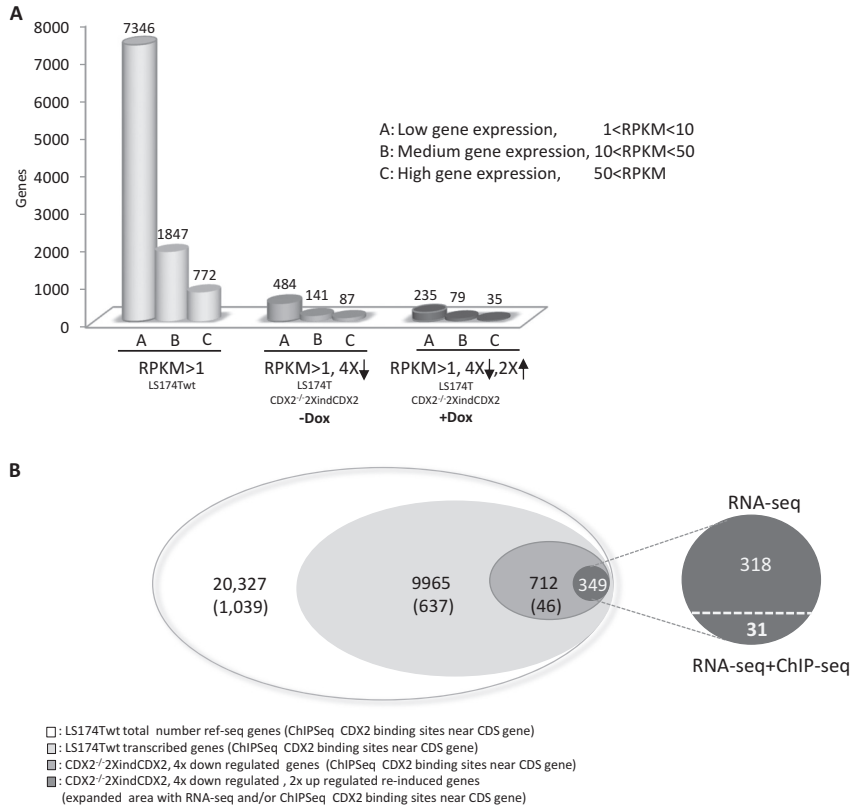 A
8000
7000
6000
5000
4000
3000
2000
1000
0
Genes
7346
1847
772
484
141
87
235
79
35
A: Low gene expression, 1<RPKM<10
B: Medium gene expression, 10<RPKM<50
C: High gene expression, 50<RPKM
A B C A B C A B C
RPKM>1
LS174Twt
RPKM>1, 4X↓
LS174T
CDX2⁻/⁻2XindCDX2
-Dox
RPKM>1, 4X↓,2X↑
LS174T
CDX2⁻/⁻2XindCDX2
+Dox
B
20,327
(1,039)
9965
(637)
712
(46)
349
RNA-seq
318
31
RNA-seq+ChIP-seq
: LS174Twt total number ref-seq genes (ChIPSeq CDX2 binding sites near CDS gene)
: LS174Twt transcribed genes (ChIPSeq CDX2 binding sites near CDS gene)
: CDX2⁻/⁻2XindCDX2, 4x down regulated genes (ChIPSeq CDX2 binding sites near CDS gene)
: CDX2⁻/⁻2XindCDX2, 4x down regulated , 2x up regulated re-induced genes
(expanded area with RNA-seq and/or ChIPSeq CDX2 binding sites near CDS gene)